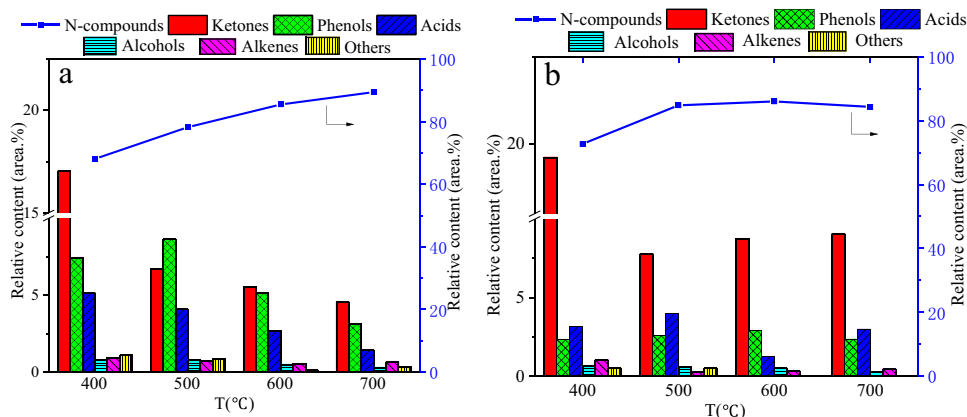 N-compounds Ketones Phenols Acids
Alcohols Alkenes Others
a
Relative content (area.%)
20
15
5
0
100
80
60
40
20
0
Relative content (area.%)
400 500 600 700
T(℃)
N-compounds Ketones Phenols Acids
Alcohols Alkenes Others
b
Relative content (area.%)
20
5
0
100
80
60
40
20
0
Relative content (area.%)
400 500 600 700
T(℃)